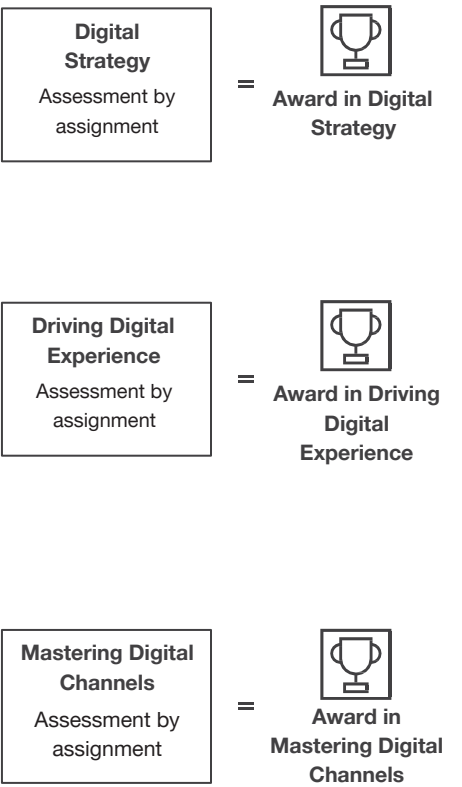 Digital
Strategy
Assessment by
assignment
=
Award in Digital
Strategy
Driving Digital
Experience
Assessment by
assignment
=
Award in Driving
Digital
Experience
Mastering Digital
Channels
Assessment by
assignment
=
Award in
Mastering Digital
Channels